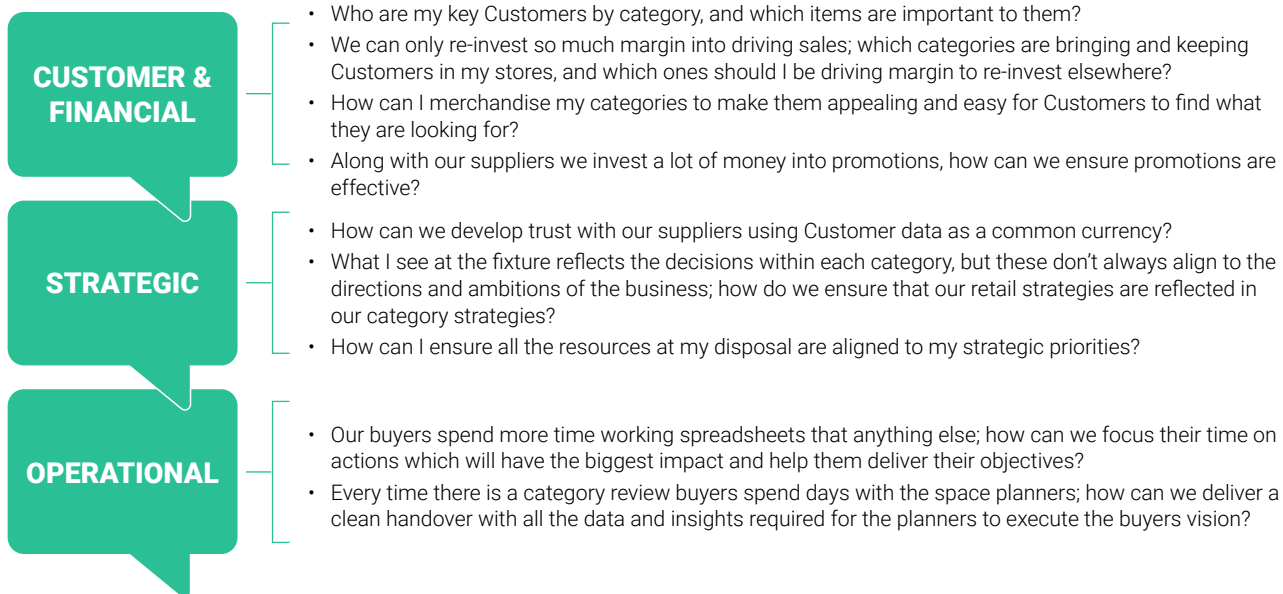 CUSTOMER &
FINANCIAL
• Who are my key Customers by category, and which items are important to them?
• We can only re-invest so much margin into driving sales; which categories are bringing and keeping
Customers in my stores, and which ones should I be driving margin to re-invest elsewhere?
• How can I merchandise my categories to make them appealing and easy for Customers to find what
they are looking for?
• Along with our suppliers we invest a lot of money into promotions, how can we ensure promotions are
effective?
STRATEGIC
• How can we develop trust with our suppliers using Customer data as a common currency?
• What I see at the fixture reflects the decisions within each category, but these don’t always align to the
directions and ambitions of the business; how do we ensure that our retail strategies are reflected in
our category strategies?
• How can I ensure all the resources at my disposal are aligned to my strategic priorities?
OPERATIONAL
• Our buyers spend more time working spreadsheets that anything else; how can we focus their time on
actions which will have the biggest impact and help them deliver their objectives?
• Every time there is a category review buyers spend days with the space planners; how can we deliver a
clean handover with all the data and insights required for the planners to execute the buyers vision?